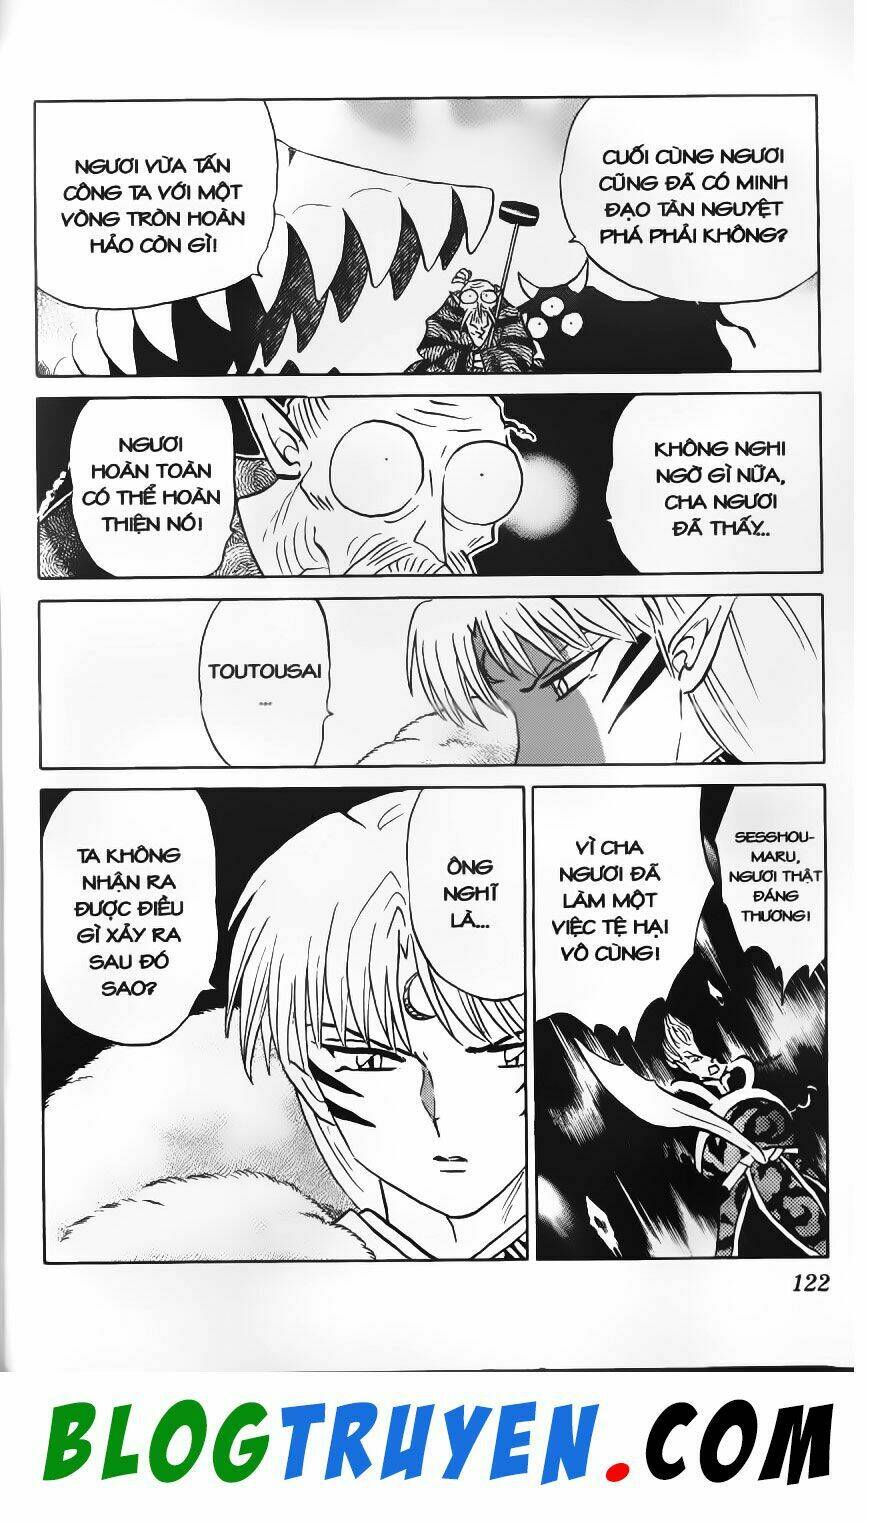 CUỐI CÙNG NGƯƠI
CŨNG ĐÃ CÓ MINH
ĐẠO TÀN NGUYỆT
PHÁ PHẢI KHÔNG?
NGƯƠI VỪA TẤN
CÔNG TA VỚI MỘT
VÒNG TRÒN HOÀN
HẢO CÒN GÌ!
KHÔNG NGHI
NGỜ GÌ NỮA,
CHA NGƯƠI
ĐÃ THẤY...
NGƯƠI
HOÀN TOÀN
CÓ THỂ HOÀN
THIỆN NÓ!
TOUTOUSAI
...
SESSHOU-
MARU,
NGƯƠI THẬT
ĐÁNG
THƯƠNG!
VÌ CHA
NGƯƠI ĐÃ
LÀM MỘT
VIỆC TỆ HẠI
VÔ CÙNG!
ÔNG
NGHĨ
LÀ...
TA KHÔNG
NHẬN RA
ĐƯỢC ĐIỀU
GÌ XẢY RA
SAU ĐÓ
SAO?
122
BLOGTRUYEN.COM